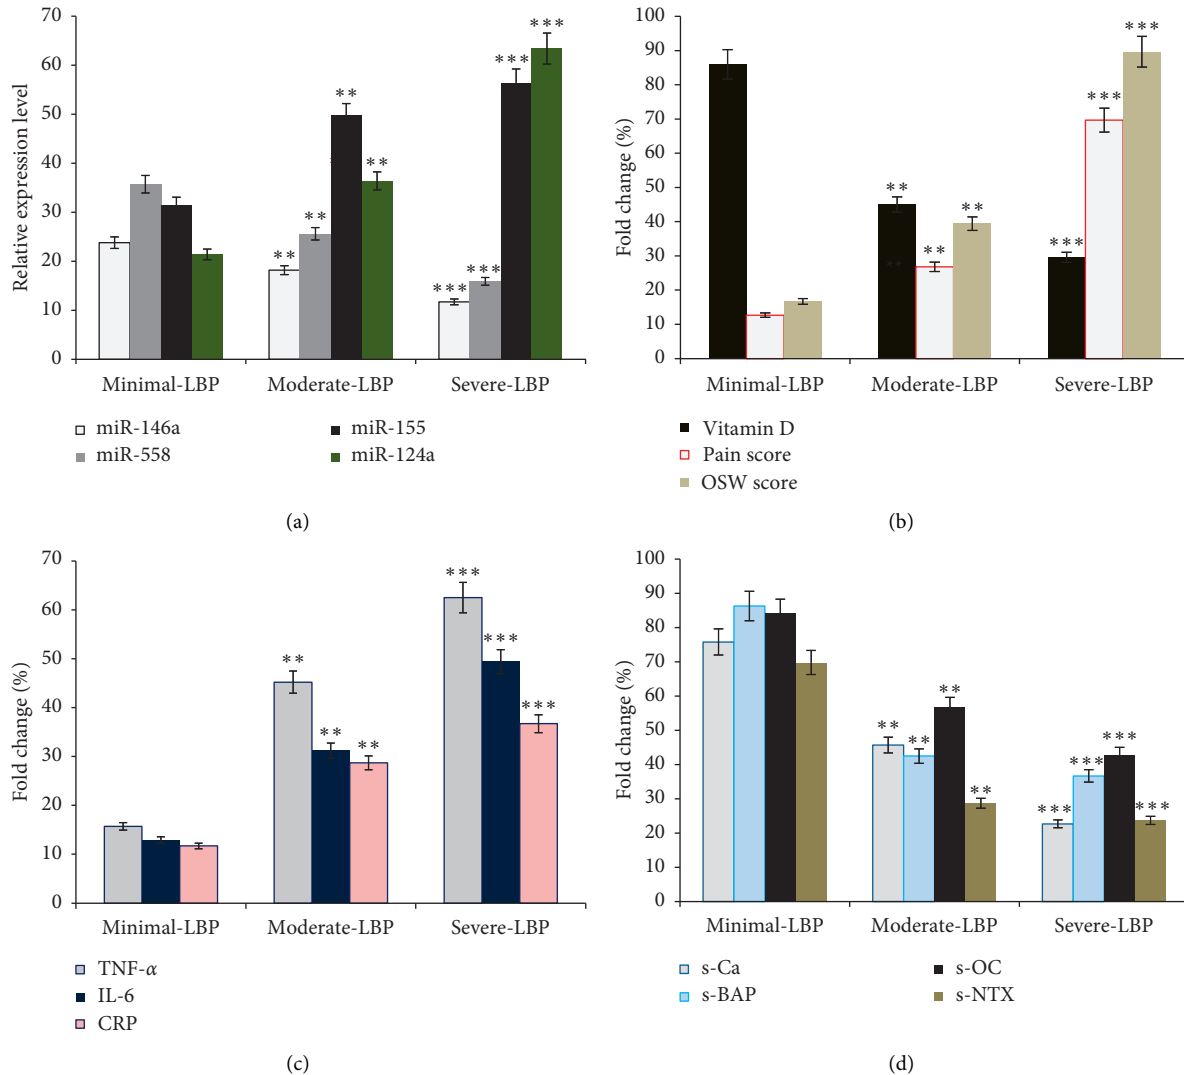 70
60
50
40
30
20
10
0
Relative expression level
** ** ** **
*** *** *** ***
Minimal-LBP Moderate-LBP Severe-LBP
miR-146a miR-155
miR-558 miR-124a
(a)
100
90
80
70
60
50
40
30
20
10
0
Fold change (%)
** ** **
**
*** *** ***
Minimal-LBP Moderate-LBP Severe-LBP
Vitamin D
Pain score
OSW score
(b)
70
60
50
40
30
20
10
0
Fold change (%)
** ** **
*** *** ***
Minimal-LBP Moderate-LBP Severe-LBP
TNF-α
IL-6
CRP
(c)
100
90
80
70
60
50
40
30
20
10
0
Fold change (%)
** ** ** **
*** *** *** ***
Minimal-LBP Moderate-LBP Severe-LBP
s-Ca s-OC
s-BAP s-NTX
(d)